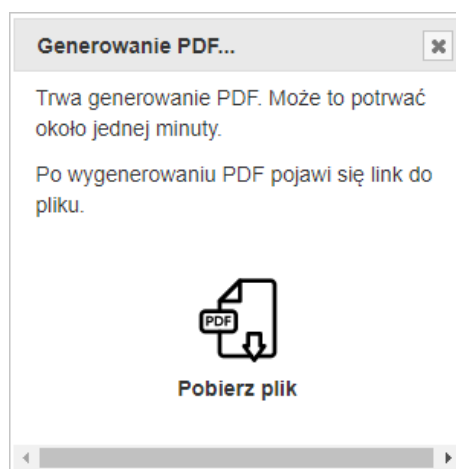 Generowanie PDF...
Trwa generowanie PDF. Może to potrwać
około jednej minuty.
Po wygenerowaniu PDF pojawi się link do
pliku.
PDF
Pobierz plik